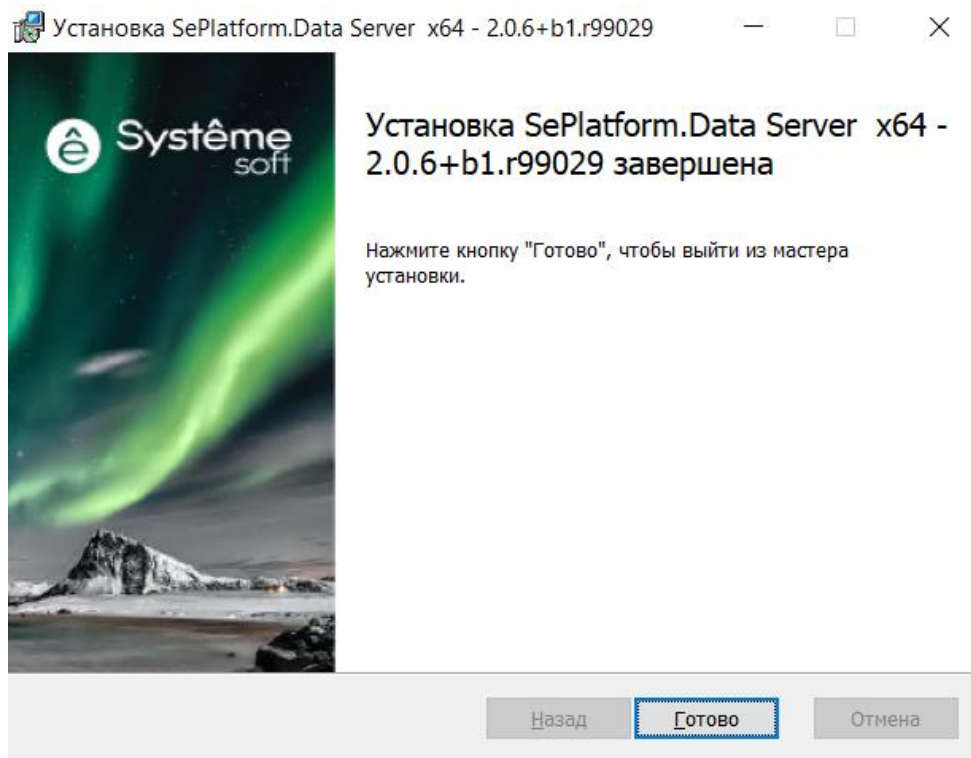 Установка SePlatform.Data Server  x64 - 2.0.6+b1.r99029
ê Systême
soft
Установка SePlatform.Data Server  x64 -
2.0.6+b1.r99029 завершена
Нажмите кнопку "Готово", чтобы выйти из мастера
установки.
Назад Готово Отмена